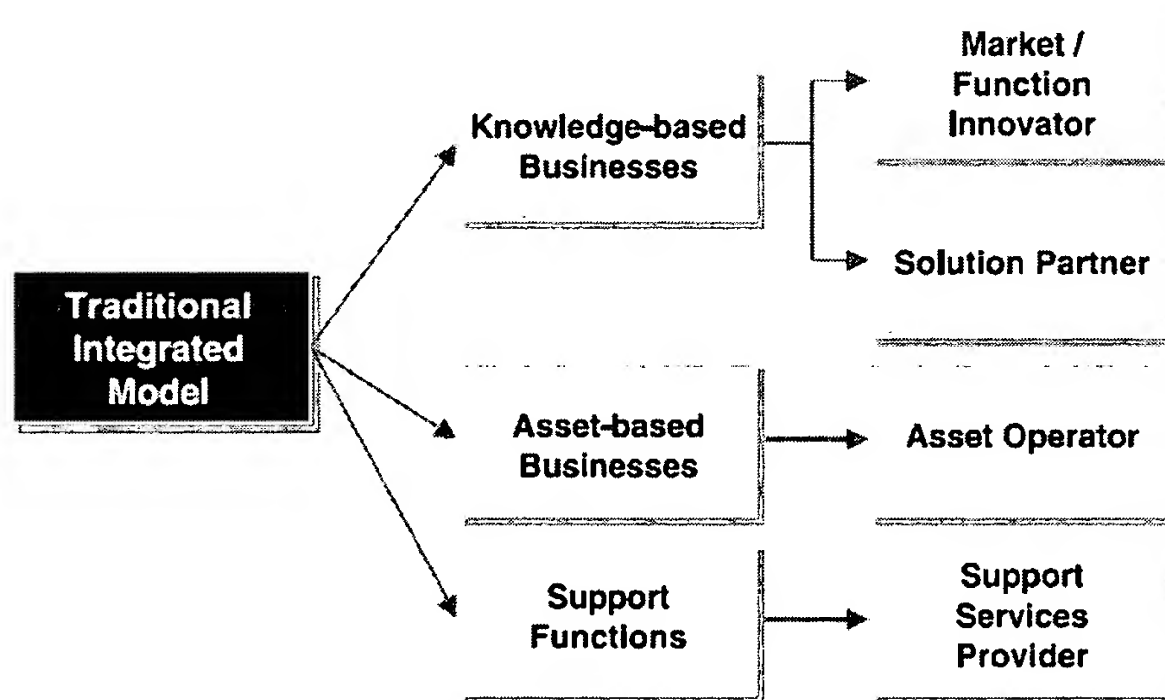 Traditional
Integrated
Model
Knowledge-based
Businesses
Market /
Function
Innovator
Solution Partner
Asset-based
Businesses
Asset Operator
Support
Functions
Support
Services
Provider